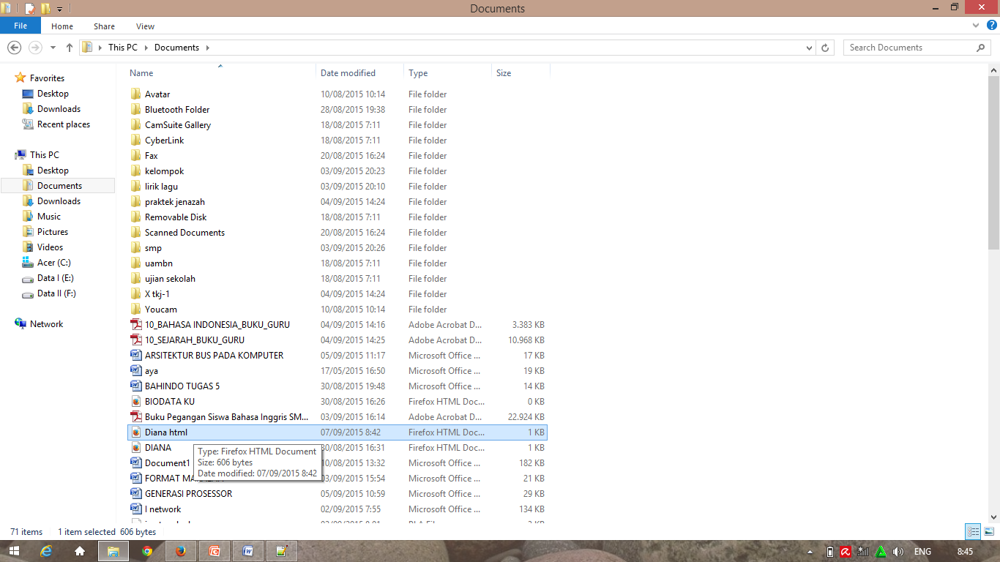 Documents
File Home Share View
This PC Documents
Search Documents
Name Date modified Type Size
Favorites
Desktop
Downloads
Recent places
This PC
Desktop
Documents
Downloads
Music
Pictures
Videos
Acer (C:)
Data I (E:)
Data II (F:)
Network
Avatar 10/08/2015 10:14 File folder
Bluetooth Folder 28/08/2015 19:38 File folder
CamSuite Gallery 18/08/2015 7:11 File folder
CyberLink 18/08/2015 7:11 File folder
Fax 20/08/2015 16:24 File folder
kelompok 03/09/2015 20:23 File folder
lirik lagu 03/09/2015 20:10 File folder
praktek jenazah 04/09/2015 14:24 File folder
Removable Disk 18/08/2015 7:11 File folder
Scanned Documents 20/08/2015 16:24 File folder
smp 03/09/2015 20:26 File folder
uambn 18/08/2015 7:11 File folder
ujian sekolah 18/08/2015 7:11 File folder
X tkj-1 04/09/2015 14:24 File folder
Youcam 10/08/2015 10:14 File folder
10_BAHASA INDONESIA_BUKU_GURU 04/09/2015 14:16 Adobe Acrobat D... 3.383 KB
10_SEJARAH_BUKU_GURU 04/09/2015 14:25 Adobe Acrobat D... 10.968 KB
ARSITEKTUR BUS PADA KOMPUTER 05/09/2015 11:17 Microsoft Office ... 17 KB
aya 17/05/2015 16:50 Microsoft Office ... 19 KB
BAHINDO TUGAS 5 30/08/2015 19:48 Microsoft Office ... 14 KB
BIODATA KU 30/08/2015 16:26 Firefox HTML Doc... 0 KB
Buku Pegangan Siswa Bahasa Inggris SM... 03/09/2015 16:14 Adobe Acrobat D... 22.924 KB
Diana html 07/09/2015 8:42 Firefox HTML Doc... 1 KB
DIANA 30/08/2015 16:31 Firefox HTML Doc... 1 KB
Document1 10/08/2015 13:32 Microsoft Office ... 182 KB
FORMAT 03/09/2015 15:54 Microsoft Office ... 21 KB
GENERASI PROSESSOR 05/09/2015 10:59 Microsoft Office ... 29 KB
I network 02/09/2015 7:55 Microsoft Office ... 134 KB
Type: Firefox HTML Document
Size: 606 bytes
Date modified: 07/09/2015 8:42
71 items 1 item selected 606 bytes
ENG 8:45